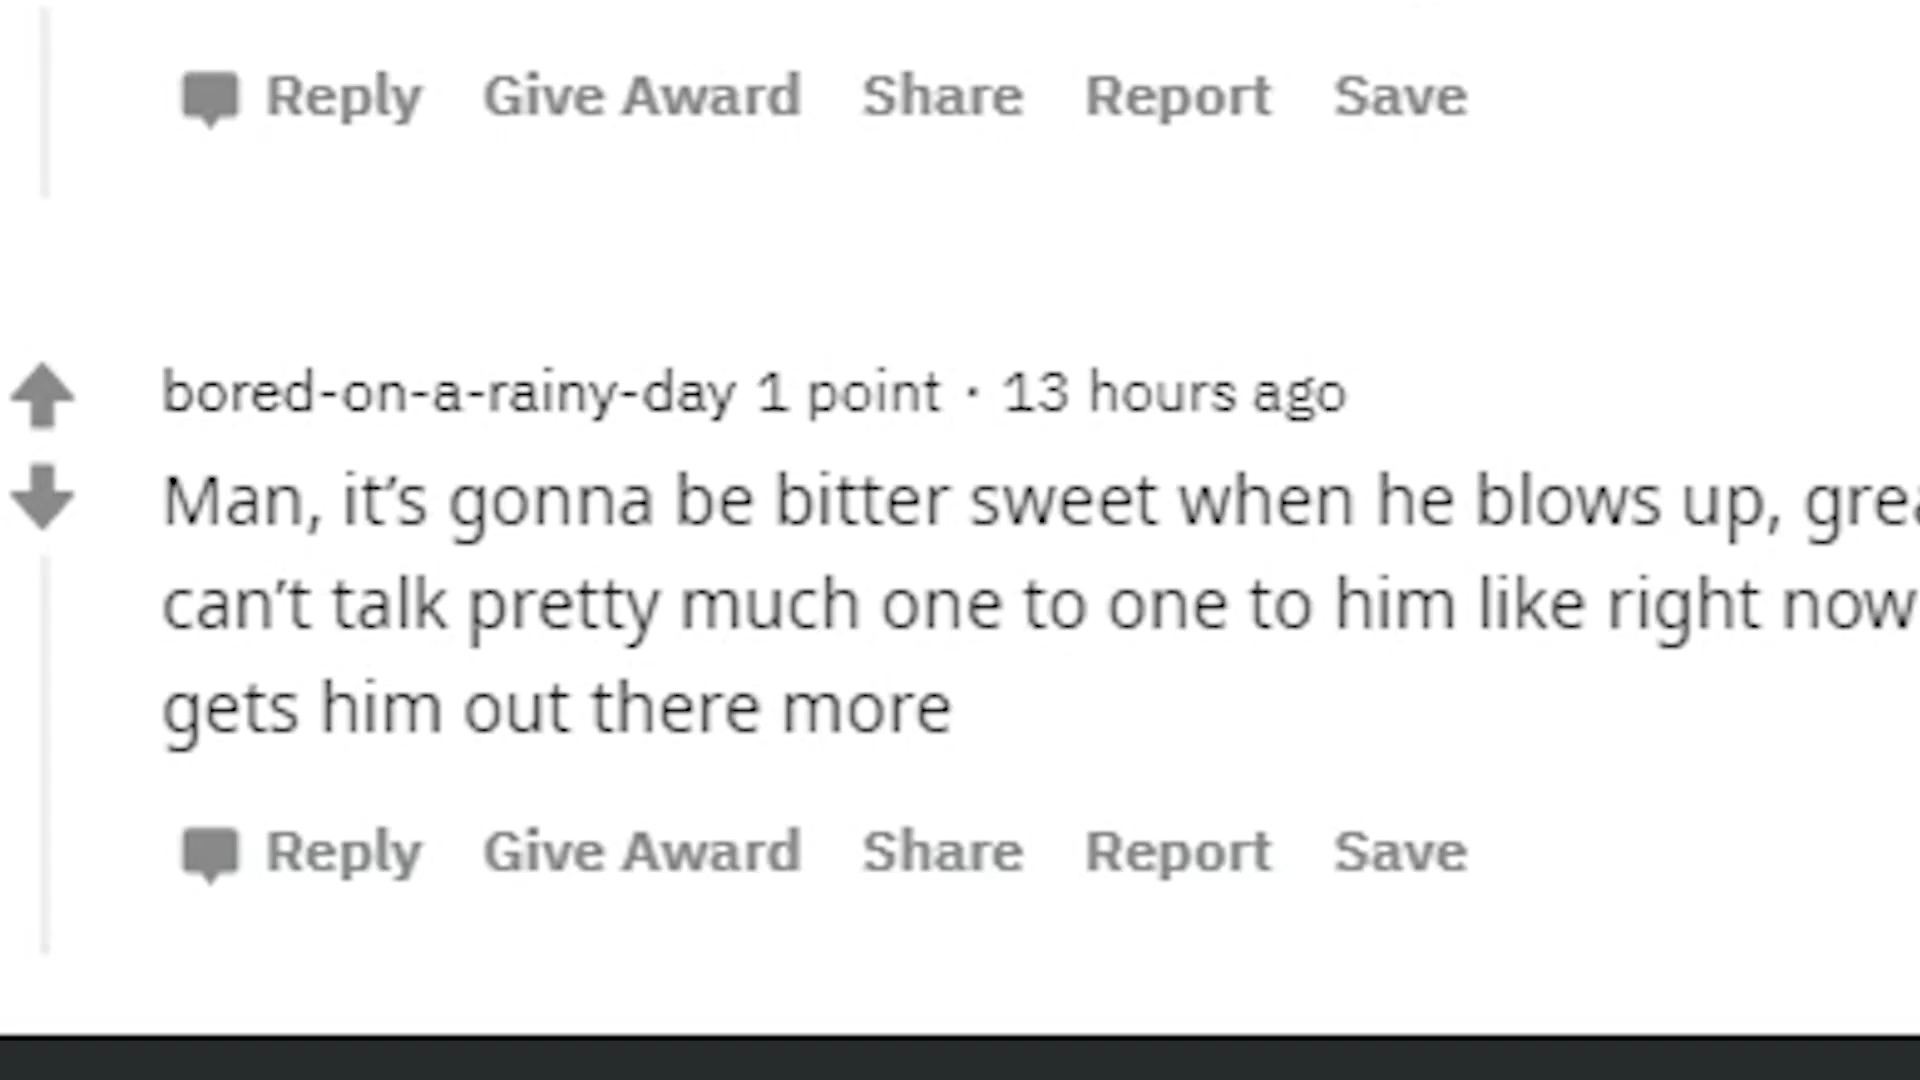 Reply Give Award Share Report Save
bored-on-a-rainy-day 1 point · 13 hours ago
Man, it’s gonna be bitter sweet when he blows up,
can’t talk pretty much one to one to him like right now
gets him out there more
Reply Give Award Share Report Save